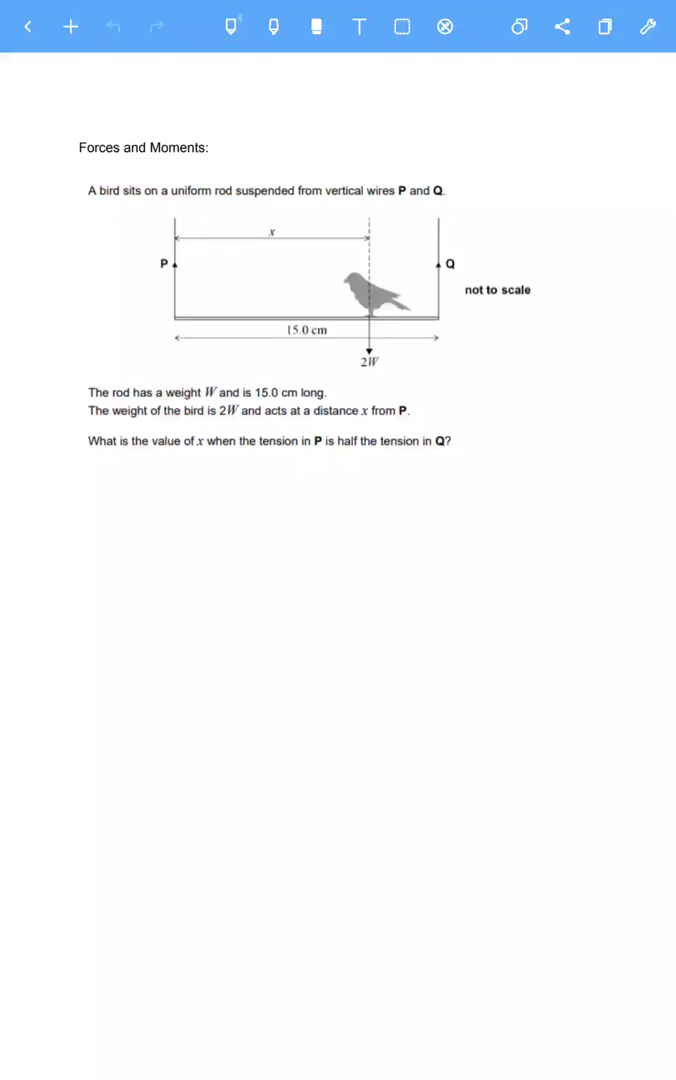 Forces and Moments:
A bird sits on a uniform rod suspended from vertical wires P and Q.
x
P
Q
not to scale
15.0 cm
2W
The rod has a weight W and is 15.0 cm long.
The weight of the bird is 2W and acts at a distance x from P.
What is the value of x when the tension in P is half the tension in Q?